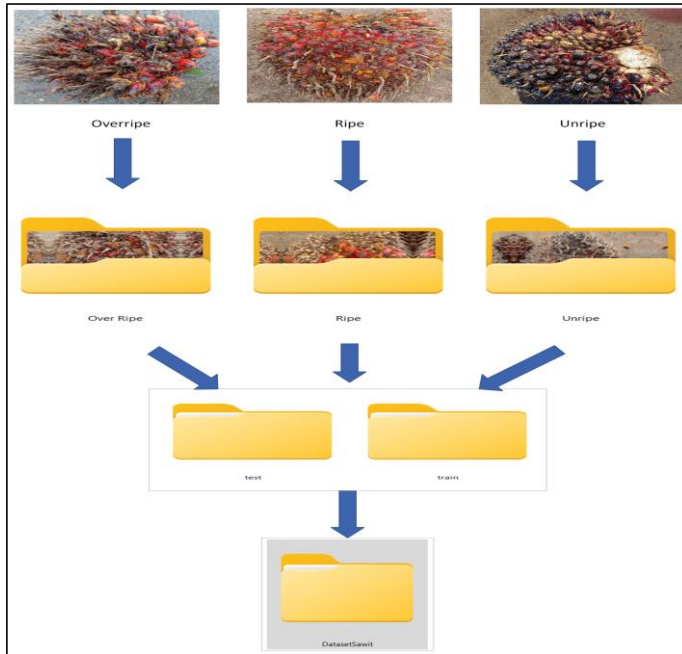 Overripe
Ripe
Unripe
Over Ripe
Ripe
Unripe
test
train
DatasetSawit